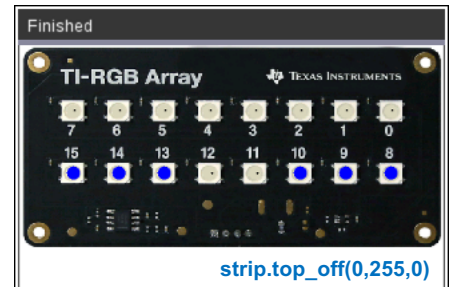 Finished
TI-RGB Array
TEXAS INSTRUMENTS
7 6 5 4 3 2 1 0
15 14 13 12 11 10 9 8
strip.top_off(0,255,0)